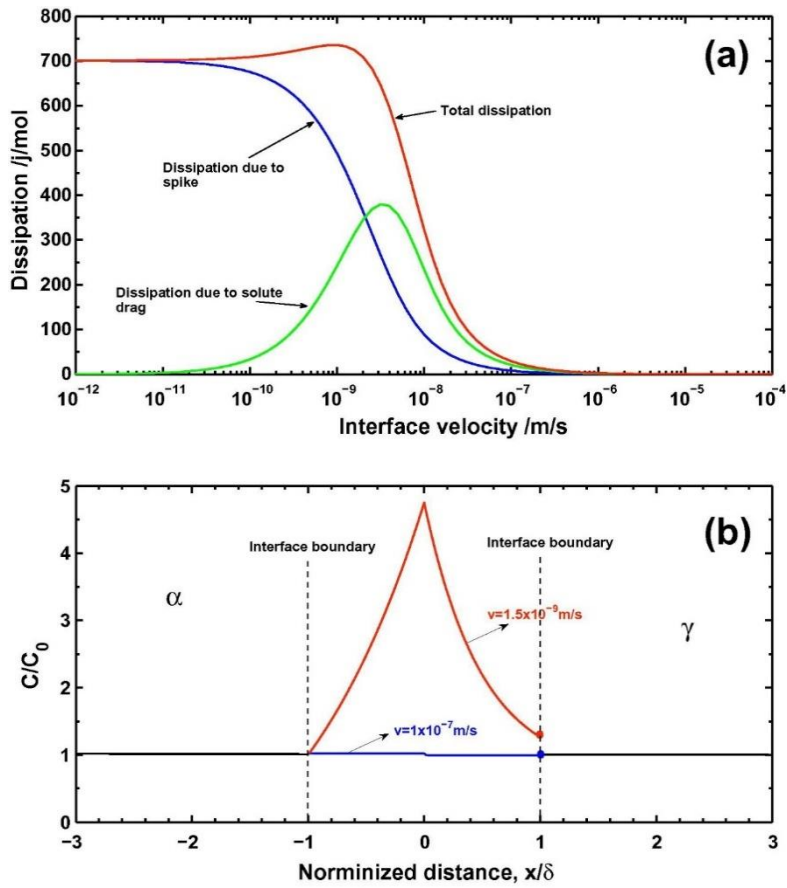 800
700
600
500
400
300
200
100
0
Dissipation /j/mol
(a)
Total dissipation
Dissipation due to
spike
Dissipation due to solute
drag
10⁻¹² 10⁻¹¹ 10⁻¹⁰ 10⁻⁹ 10⁻⁸ 10⁻⁷ 10⁻⁶ 10⁻⁵ 10⁻⁴
Interface velocity /m/s
5
4
3
2
1
0
C/C₀
(b)
Interface boundary
Interface boundary
α
γ
v=1.5x10⁻⁹m/s
v=1x10⁻⁷m/s
−3 −2 −1 0 1 2 3
Norminized distance, x/δ